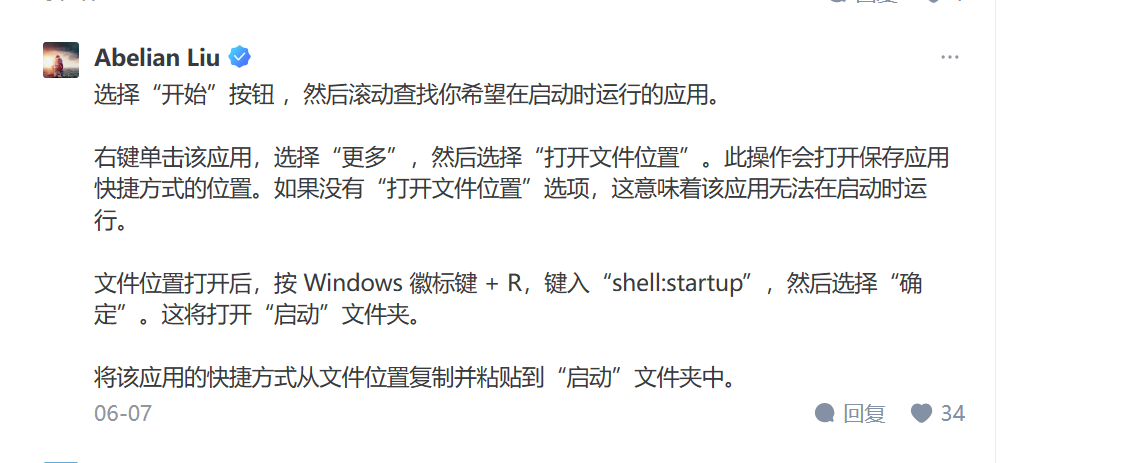 Abelian Liu
选择“开始”按钮 ，然后滚动查找你希望在启动时运行的应用。
右键单击该应用，选择“更多”，然后选择“打开文件位置”。此操作会打开保存应用
快捷方式的位置。如果没有“打开文件位置”选项，这意味着该应用无法在启动时运
行。
文件位置打开后，按 Windows 徽标键 + R，键入“shell:startup”，然后选择“确
定”。这将打开“启动”文件夹。
将该应用的快捷方式从文件位置复制并粘贴到“启动”文件夹中。
06-07 回复 34